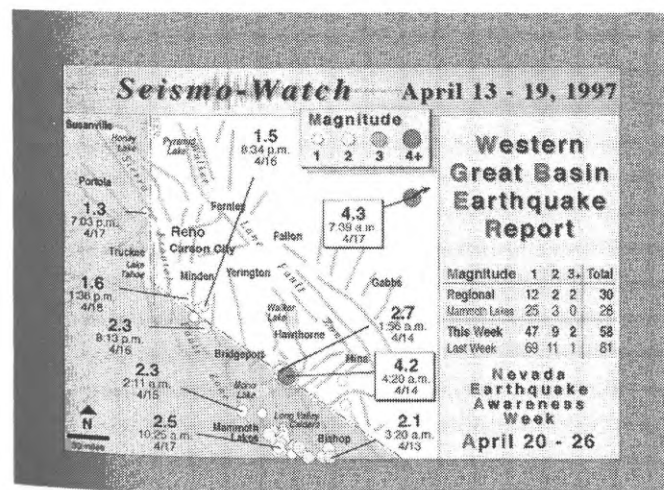 Seismo-Watch April 13 - 19, 1997
Magnitude
1 2 3 4+
Susanville
Honey
Lake
Pyramid
Lake
Walker
Sierra
1.5
8:34 p.m.
4/16
Western
Great Basin
Earthquake
Report
Portola
1.3
7:03 p.m.
4/17
Fernley
Reno
Carson City
Lane
Fallon
4.3
7:39 a.m.
4/17
Truckee
Lake
Tahoe
Minden
Yerington
Fault
Gabbs
1.6
1:36 p.m.
2.3
8:13 p.m.
4/16
Walker
Lake
Hawthorne
2.7
1:56 a.m.
4/14
Bridgeport
Mina
4.2
4:20 a.m.
4/14
2.3
2:11 a.m.
4/15
Mono
Lake
2.5
10:25 a.m.
4/17
Mammoth
Lakes
Long Valley
Caldera
Bishop
2.1
3:20 a.m.
4/13
N
Magnitude 1 2 3+ Total
Regional 12 2 2 30
Mammoth Lakes 25 3 0 28
This Week 47 9 2 58
Last Week 69 11 1 81
Nevada
Earthquake
Awareness
Week
April 20 - 26